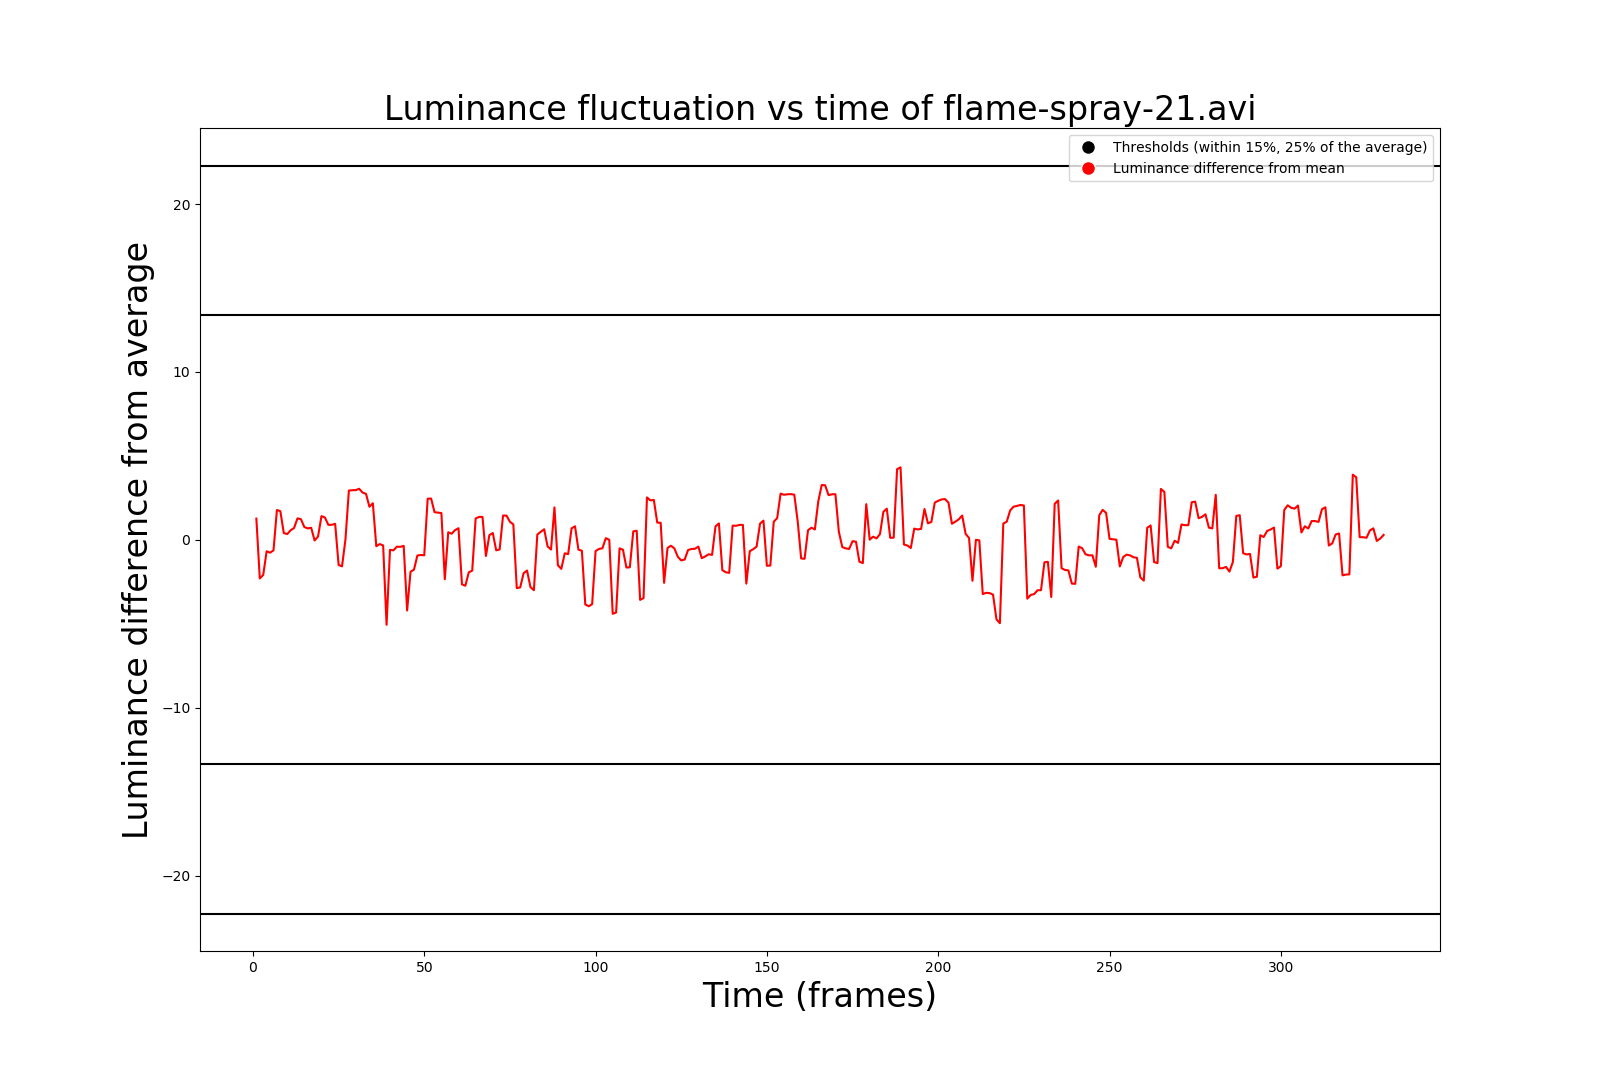 Luminance fluctuation vs time of flame-spray-21.avi
Thresholds (within 15%, 25% of the average)
Luminance difference from mean
Luminance difference from average
20
10
0
−10
−20
0 50 100 150 200 250 300
Time (frames)